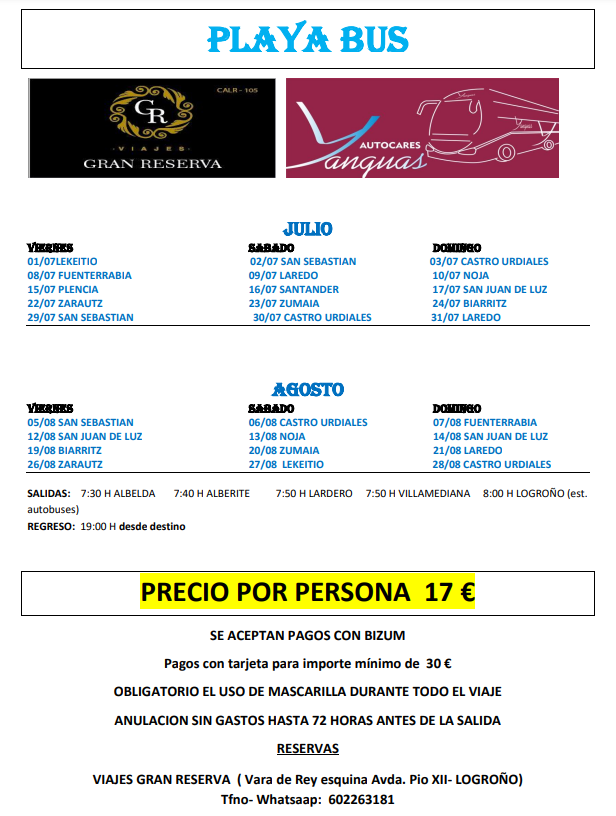 PLAYA BUS
CALR - 105
GR
· VIAJES ·
GRAN RESERVA
AUTOCARES
Yanguas
Yanguas
Yanguas
JULIO
VIERNES SABADO DOMINGO
01/07LEKEITIO 02/07 SAN SEBASTIAN 03/07 CASTRO URDIALES
08/07 FUENTERRABIA 09/07 LAREDO 10/07 NOJA
15/07 PLENCIA 16/07 SANTANDER 17/07 SAN JUAN DE LUZ
22/07 ZARAUTZ 23/07 ZUMAIA 24/07 BIARRITZ
29/07 SAN SEBASTIAN 30/07 CASTRO URDIALES 31/07 LAREDO
AGOSTO
VIERNES SABADO DOMINGO
05/08 SAN SEBASTIAN 06/08 CASTRO URDIALES 07/08 FUENTERRABIA
12/08 SAN JUAN DE LUZ 13/08 NOJA 14/08 SAN JUAN DE LUZ
19/08 BIARRITZ 20/08 ZUMAIA 21/08 LAREDO
26/08 ZARAUTZ 27/08 LEKEITIO 28/08 CASTRO URDIALES
SALIDAS: 7:30 H ALBELDA 7:40 H ALBERITE 7:50 H LARDERO 7:50 H VILLAMEDIANA 8:00 H LOGROÑO (est.
autobuses)
REGRESO: 19:00 H desde destino
PRECIO POR PERSONA 17 €
SE ACEPTAN PAGOS CON BIZUM
Pagos con tarjeta para importe mínimo de 30 €
OBLIGATORIO EL USO DE MASCARILLA DURANTE TODO EL VIAJE
ANULACION SIN GASTOS HASTA 72 HORAS ANTES DE LA SALIDA
RESERVAS
VIAJES GRAN RESERVA ( Vara de Rey esquina Avda. Pio XII- LOGROÑO)
Tfno- Whatsaap: 602263181